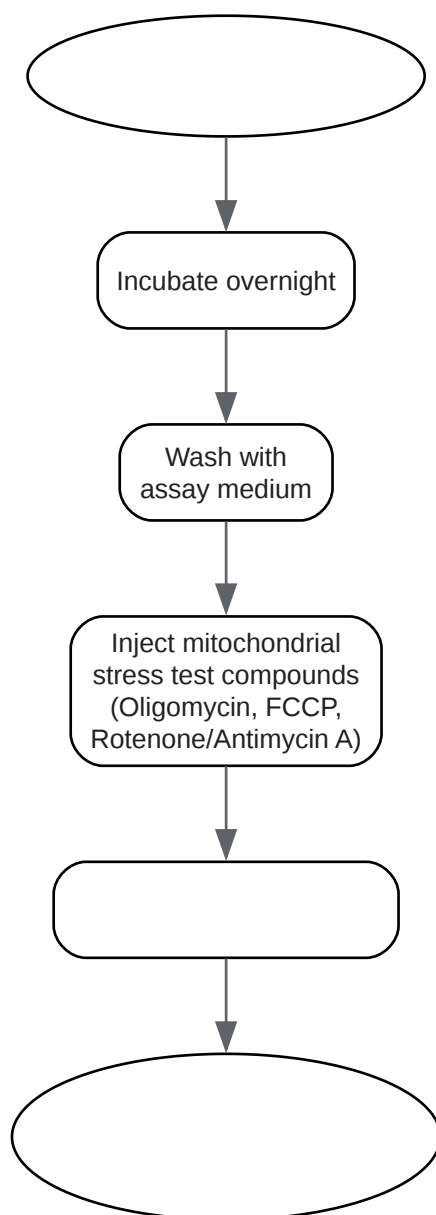 Incubate overnight
Wash with
assay medium
Inject mitochondrial
stress test compounds
(Oligomycin, FCCP,
Rotenone/Antimycin A)